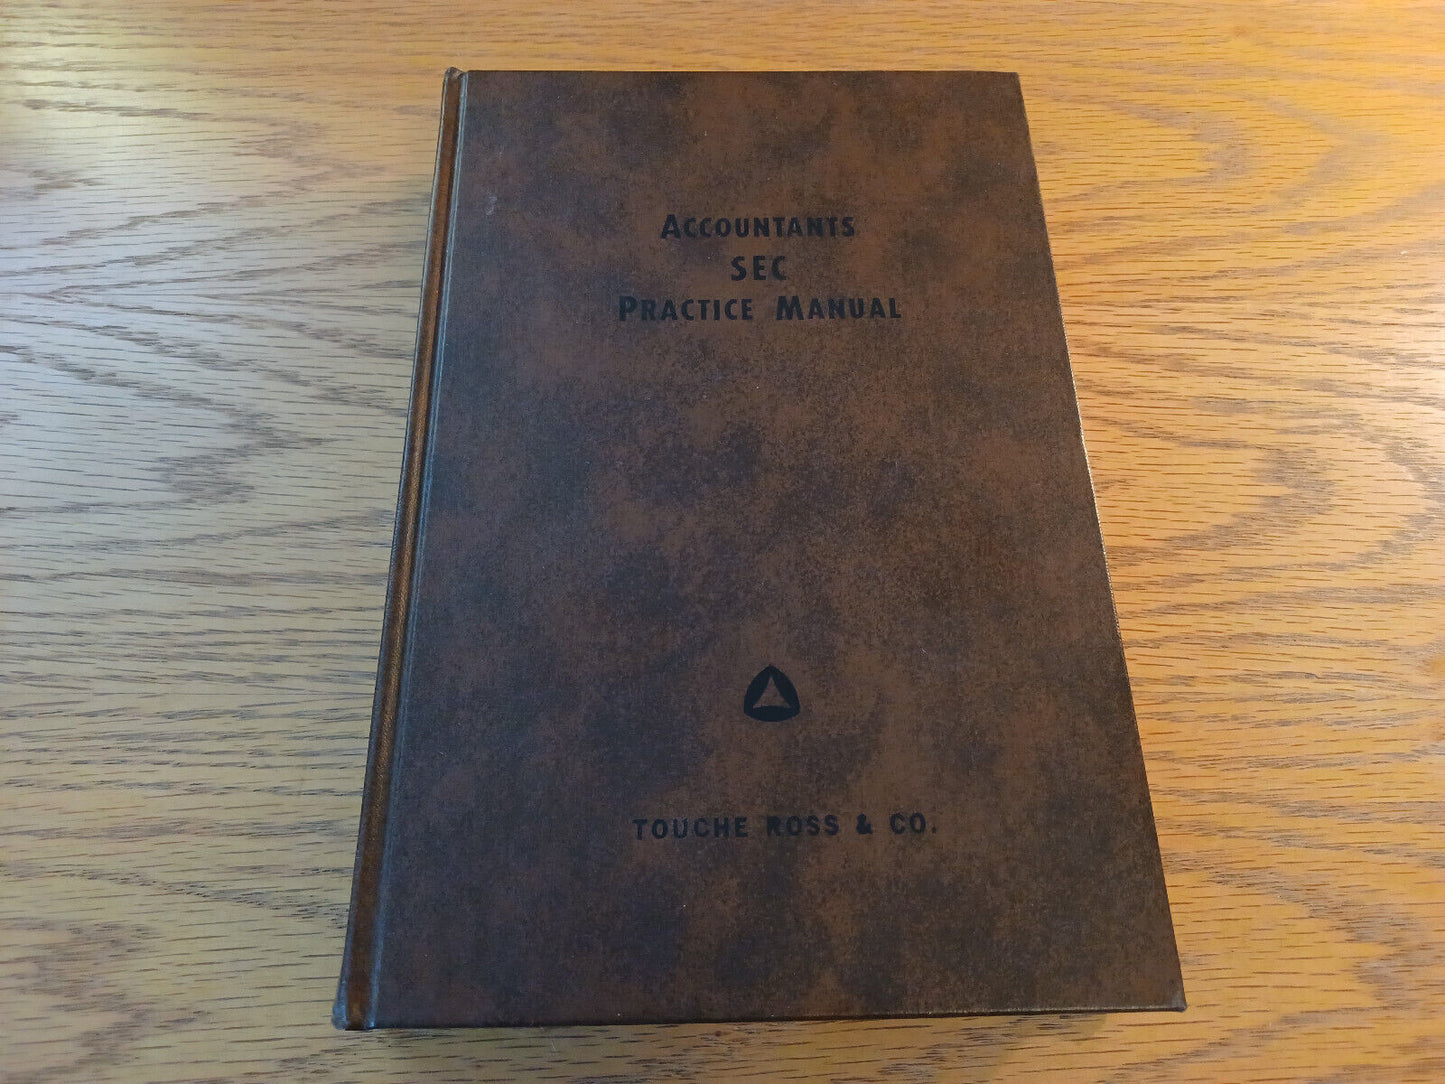 ACCOUNTANTS
SEC
PRACTICE MANUAL
TOUCHE ROSS & CO.